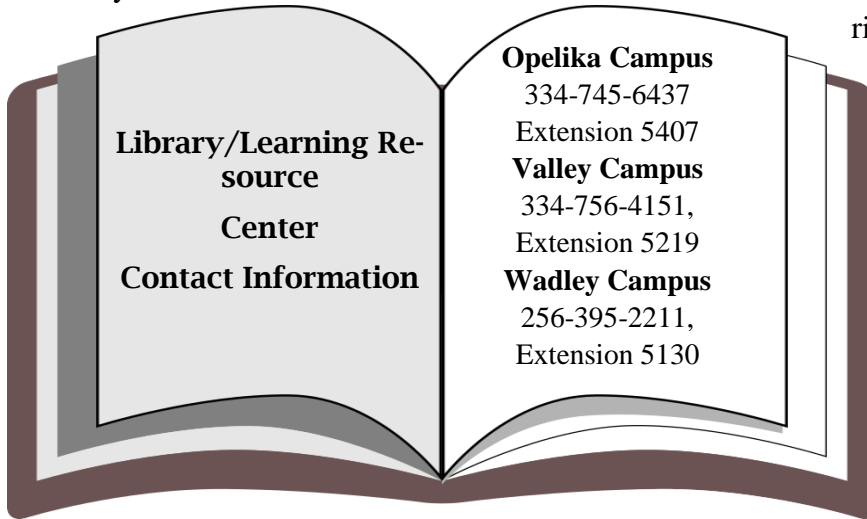 Library/Learning Re-
source
Center
Contact Information
Opelika Campus
334-745-6437
Extension 5407
Valley Campus
334-756-4151,
Extension 5219
Wadley Campus
256-395-2211,
Extension 5130